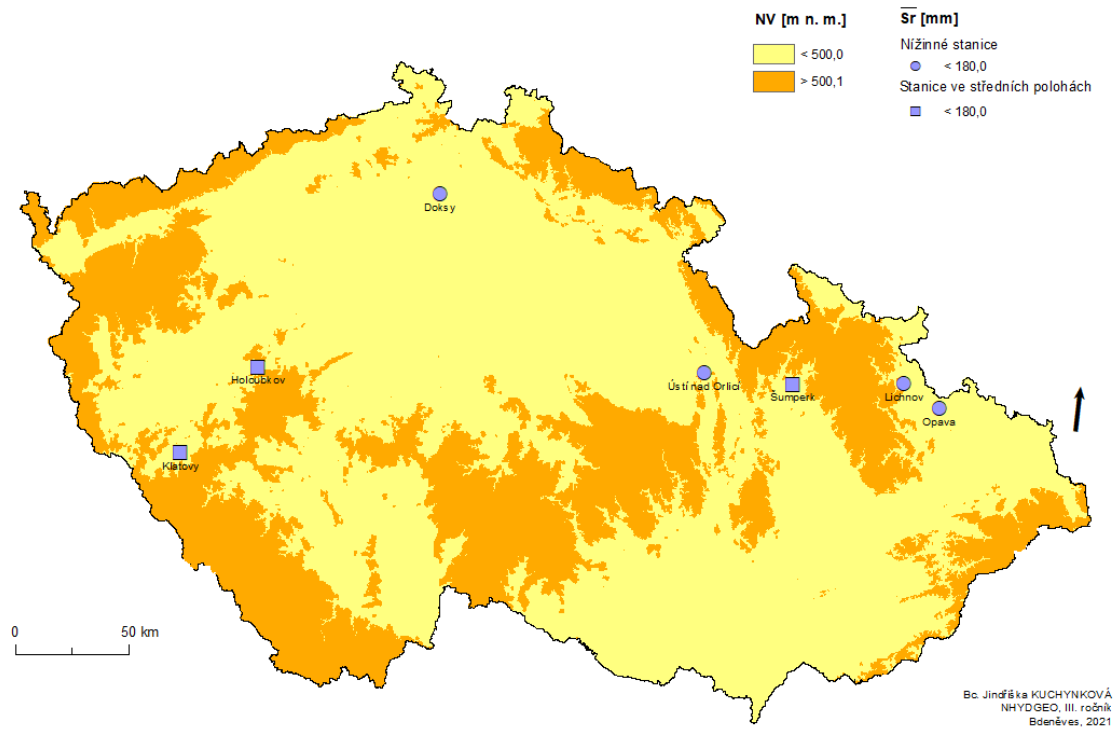 NV [m n. m.]
< 500,0
> 500,1
Sr [mm]
Nížinné stanice
< 180,0
Stanice ve středních polohách
< 180,0
Doksy
Holoubkov
Ústí nad Orlicí
Šumperk
Lichnov
Opava
Klatovy
0 50 km
Bc. Jindřiška KUCHYNKOVÁ
NHYDGEO, III. ročník
Bdeněves, 2021